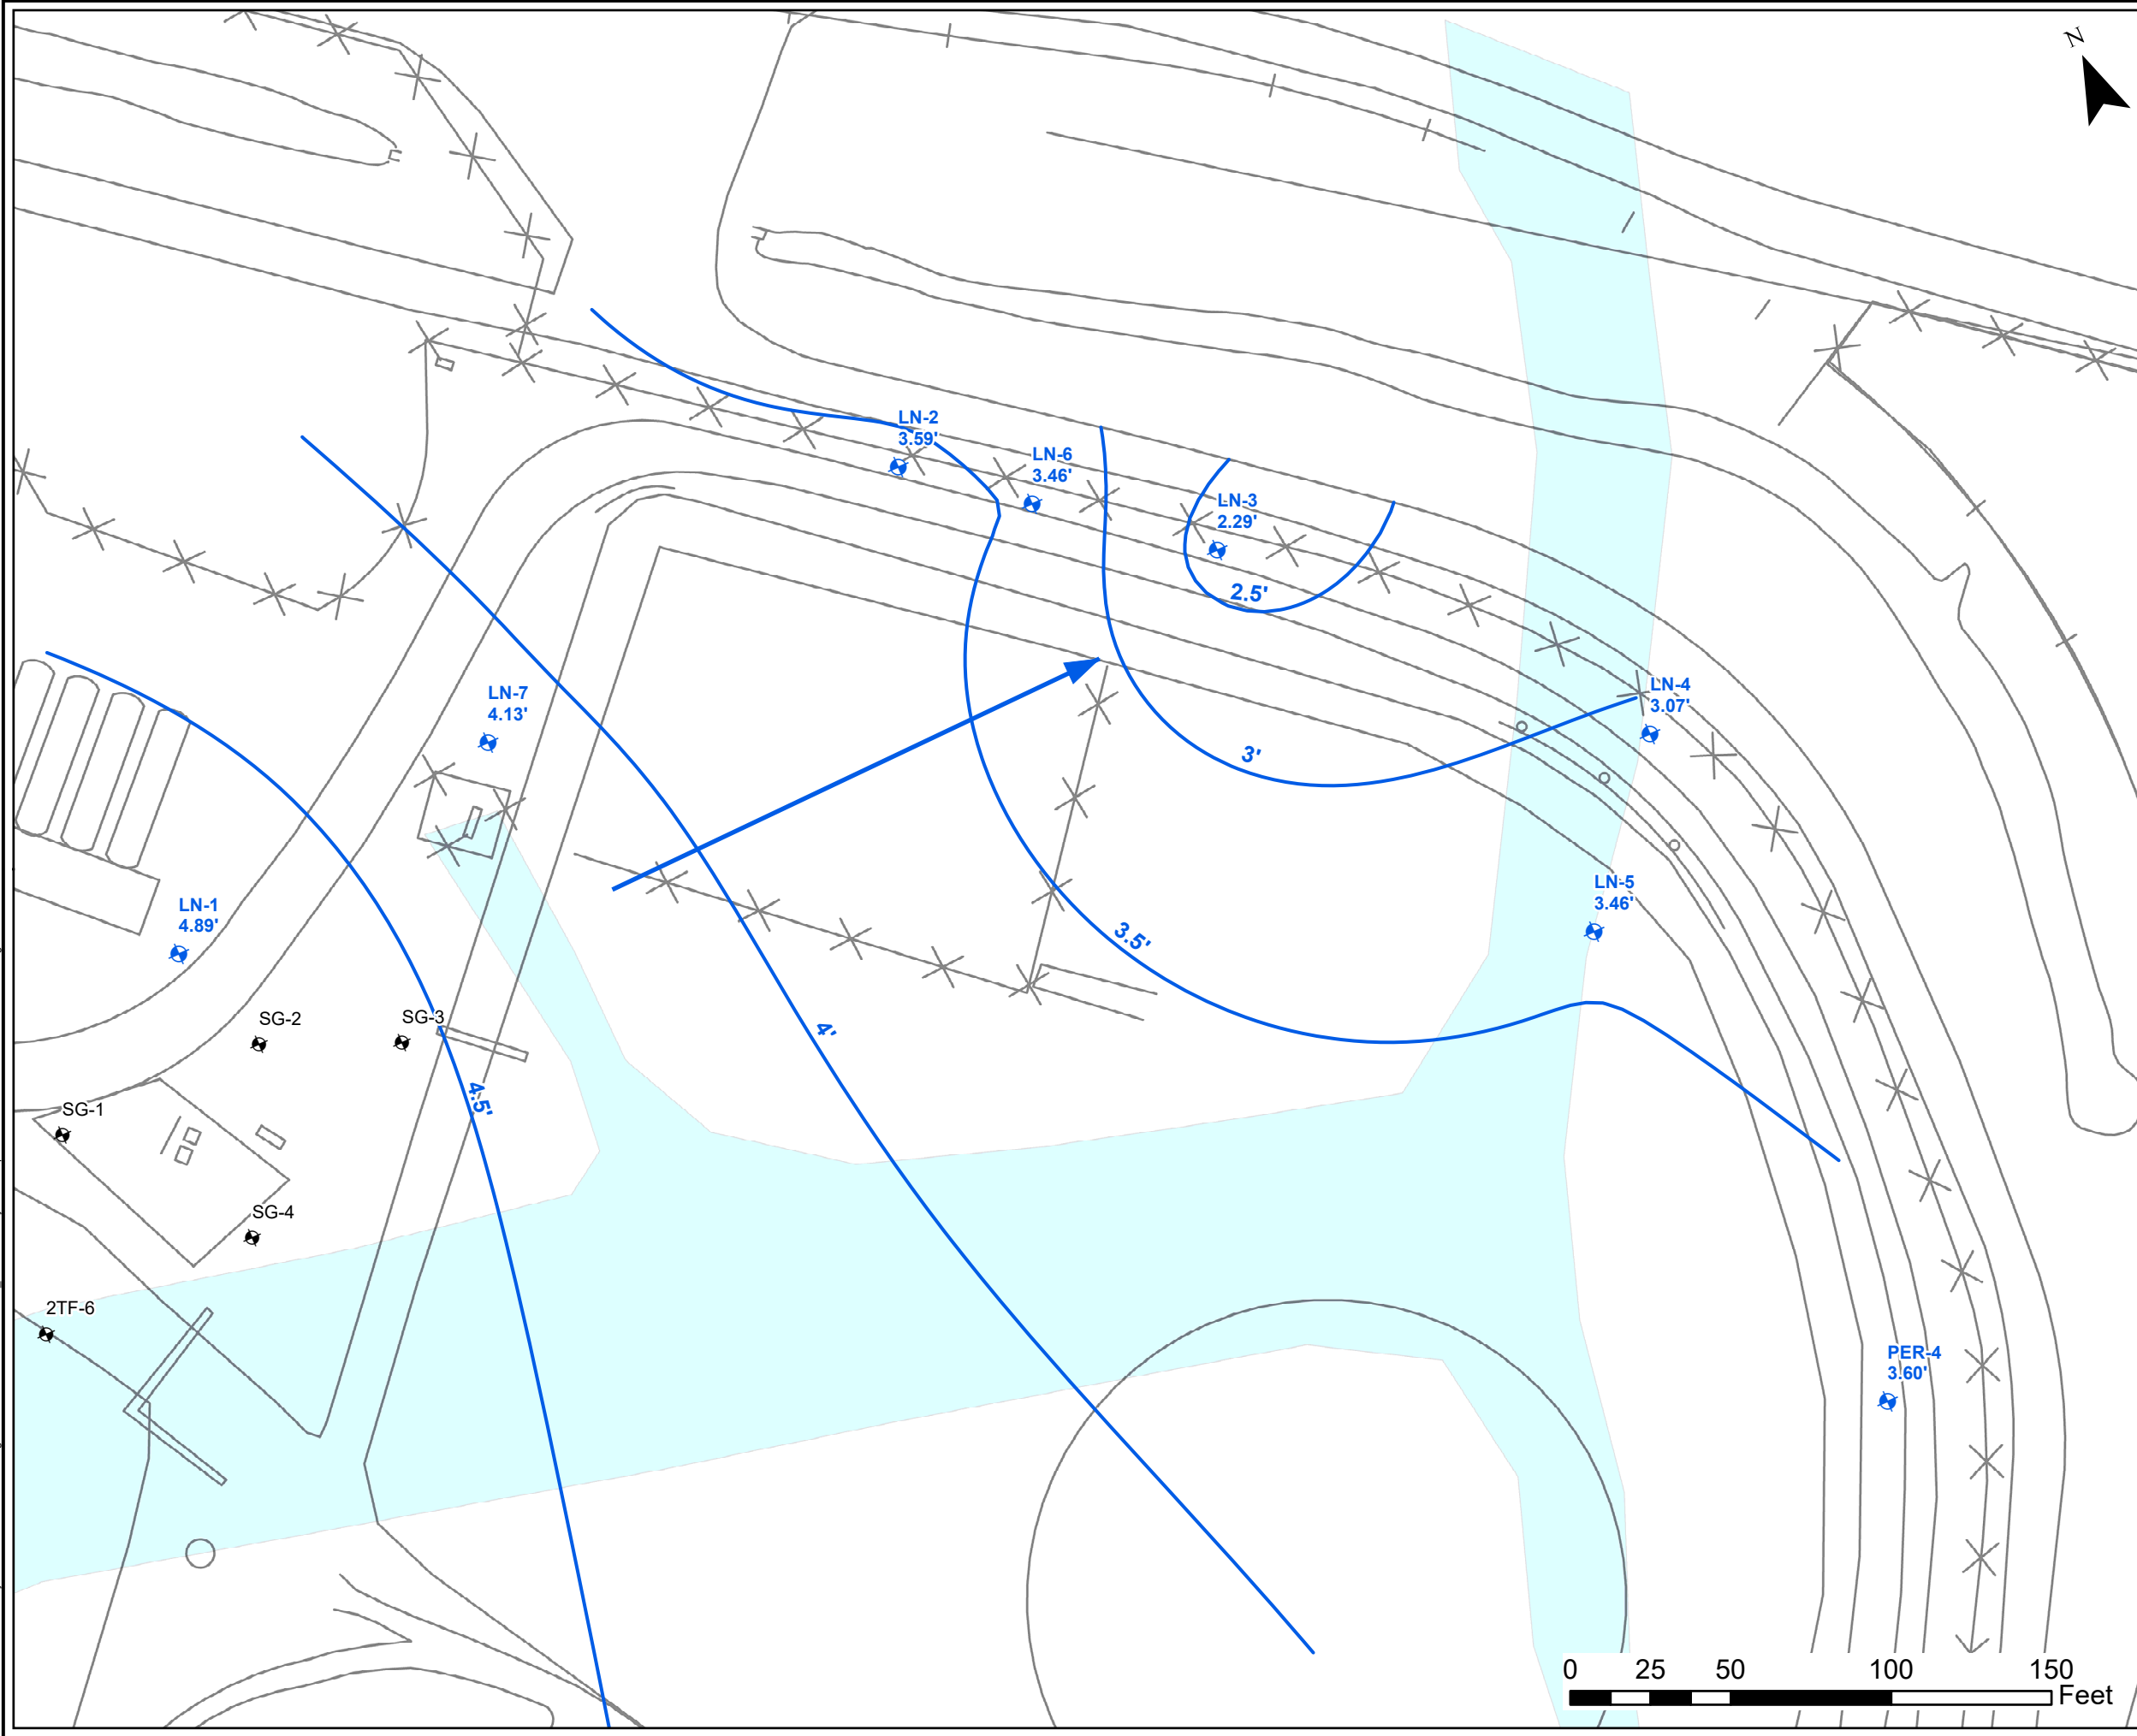 N
LN-2
3.59'
LN-6
3.46'
LN-3
2.29'
2.5'
LN-7
4.13'
LN-4
3.07'
3'
LN-5
3.46'
LN-1
4.89'
3.5'
SG-2
SG-3
4'
4.5'
SG-1
SG-4
2TF-6
PER-4
3.60'
0 25 50 100 150
Feet